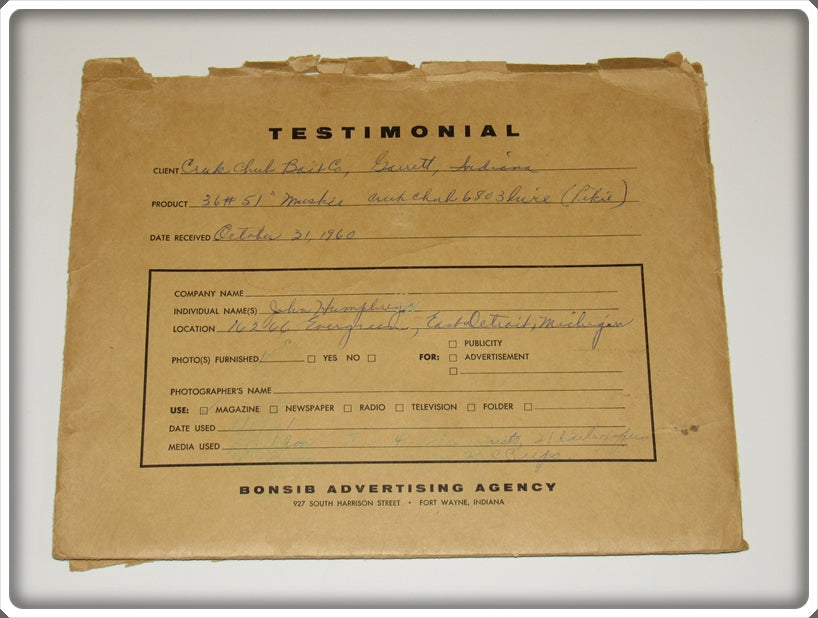 TESTIMONIAL
CLIENT Creek Chub Bait Co, Garrett, Indiana
PRODUCT 36# 51" Muskie creek chub 6803 lure (Pikie)
DATE RECEIVED October 31, 1960
COMPANY NAME
INDIVIDUAL NAME(S) John Humphreys
LOCATION 16266 Evergreen, East Detroit, Michigan
PUBLICITY
PHOTO(S) FURNISHED YES NO FOR: ADVERTISEMENT
PHOTOGRAPHER'S NAME
USE: MAGAZINE NEWSPAPER RADIO TELEVISION FOLDER
DATE USED
MEDIA USED 21
BONSIB ADVERTISING AGENCY
927 SOUTH HARRISON STREET • FORT WAYNE, INDIANA